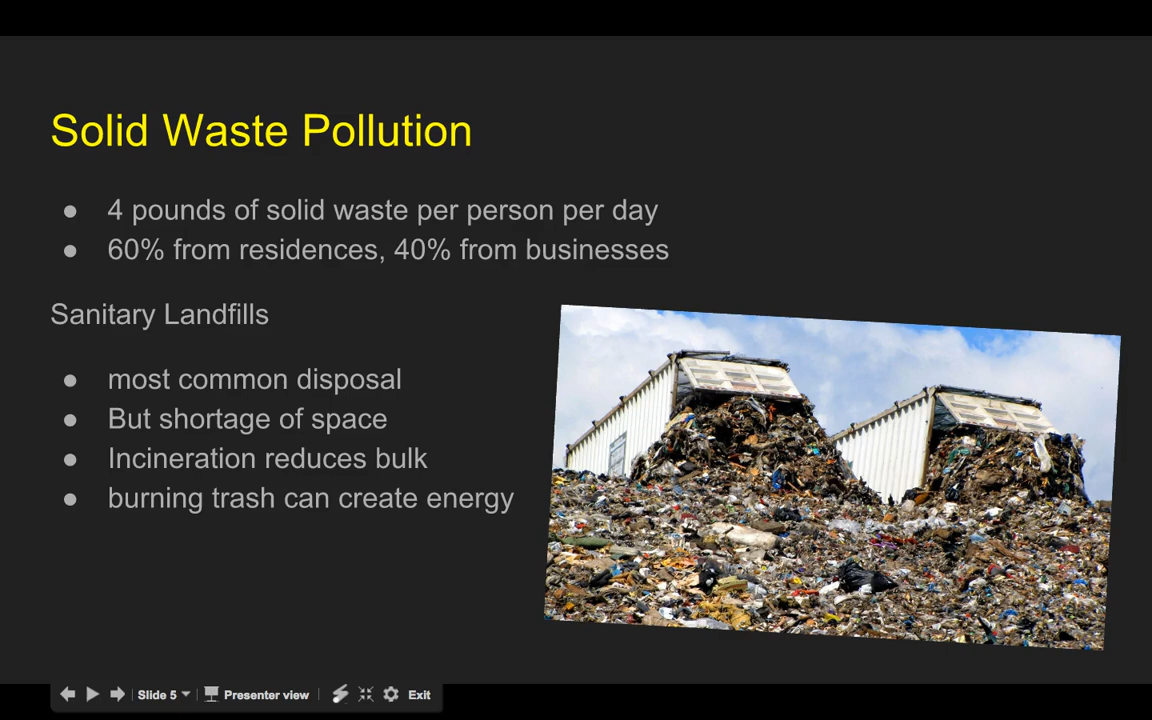 Solid Waste Pollution
● 4 pounds of solid waste per person per day
● 60% from residences, 40% from businesses
Sanitary Landfills
● most common disposal
● But shortage of space
● Incineration reduces bulk
● burning trash can create energy
Slide 5 Presenter view Exit